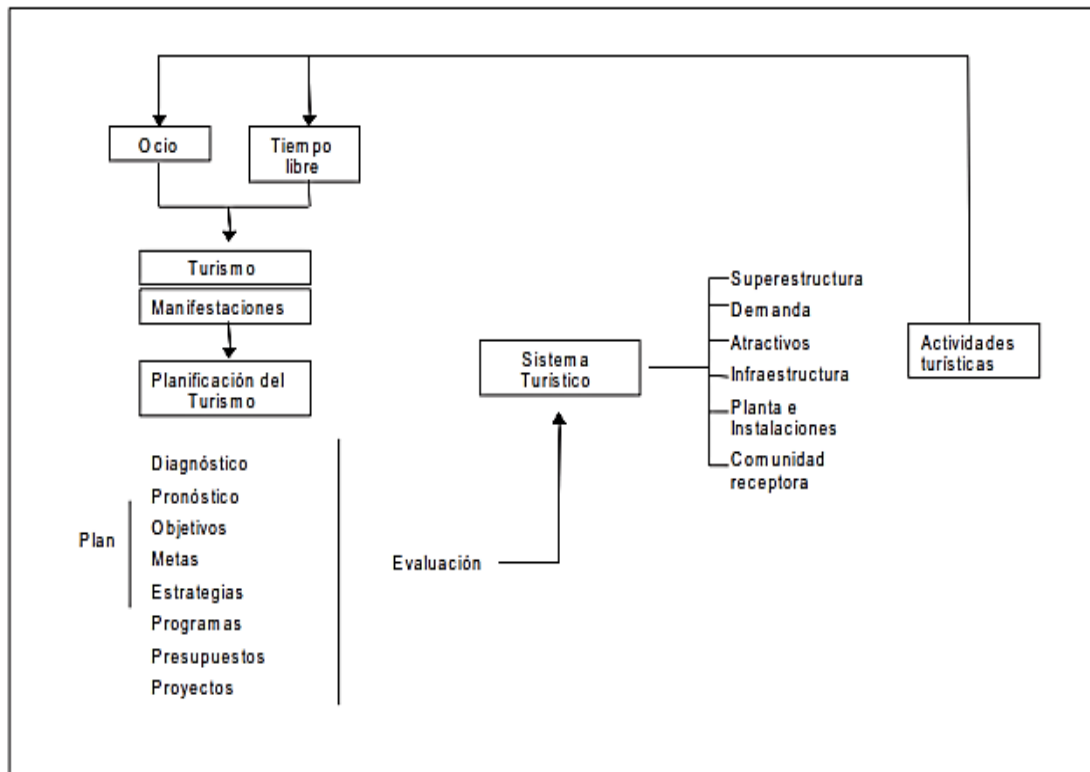 Ocio
Tiempo
libre
Turismo
Manifestaciones
Planificación del
Turismo
Diagnóstico
Pronóstico
Objetivos
Plan
Metas
Estrategias
Programas
Presupuestos
Proyectos
Evaluación
Sistema
Turístico
Superestructura
Demanda
Atractivos
Infraestructura
Planta e
Instalaciones
Comunidad
receptora
Actividades
turísticas